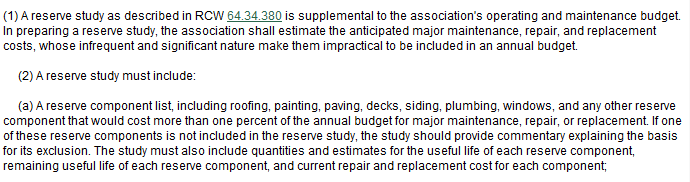 (1) A reserve study as described in RCW 64.34.380 is supplemental to the association's operating and maintenance budget.
In preparing a reserve study, the association shall estimate the anticipated major maintenance, repair, and replacement
costs, whose infrequent and significant nature make them impractical to be included in an annual budget.
(2) A reserve study must include:
(a) A reserve component list, including roofing, painting, paving, decks, siding, plumbing, windows, and any other reserve
component that would cost more than one percent of the annual budget for major maintenance, repair, or replacement. If one
of these reserve components is not included in the reserve study, the study should provide commentary explaining the basis
for its exclusion. The study must also include quantities and estimates for the useful life of each reserve component,
remaining useful life of each reserve component, and current repair and replacement cost for each component;